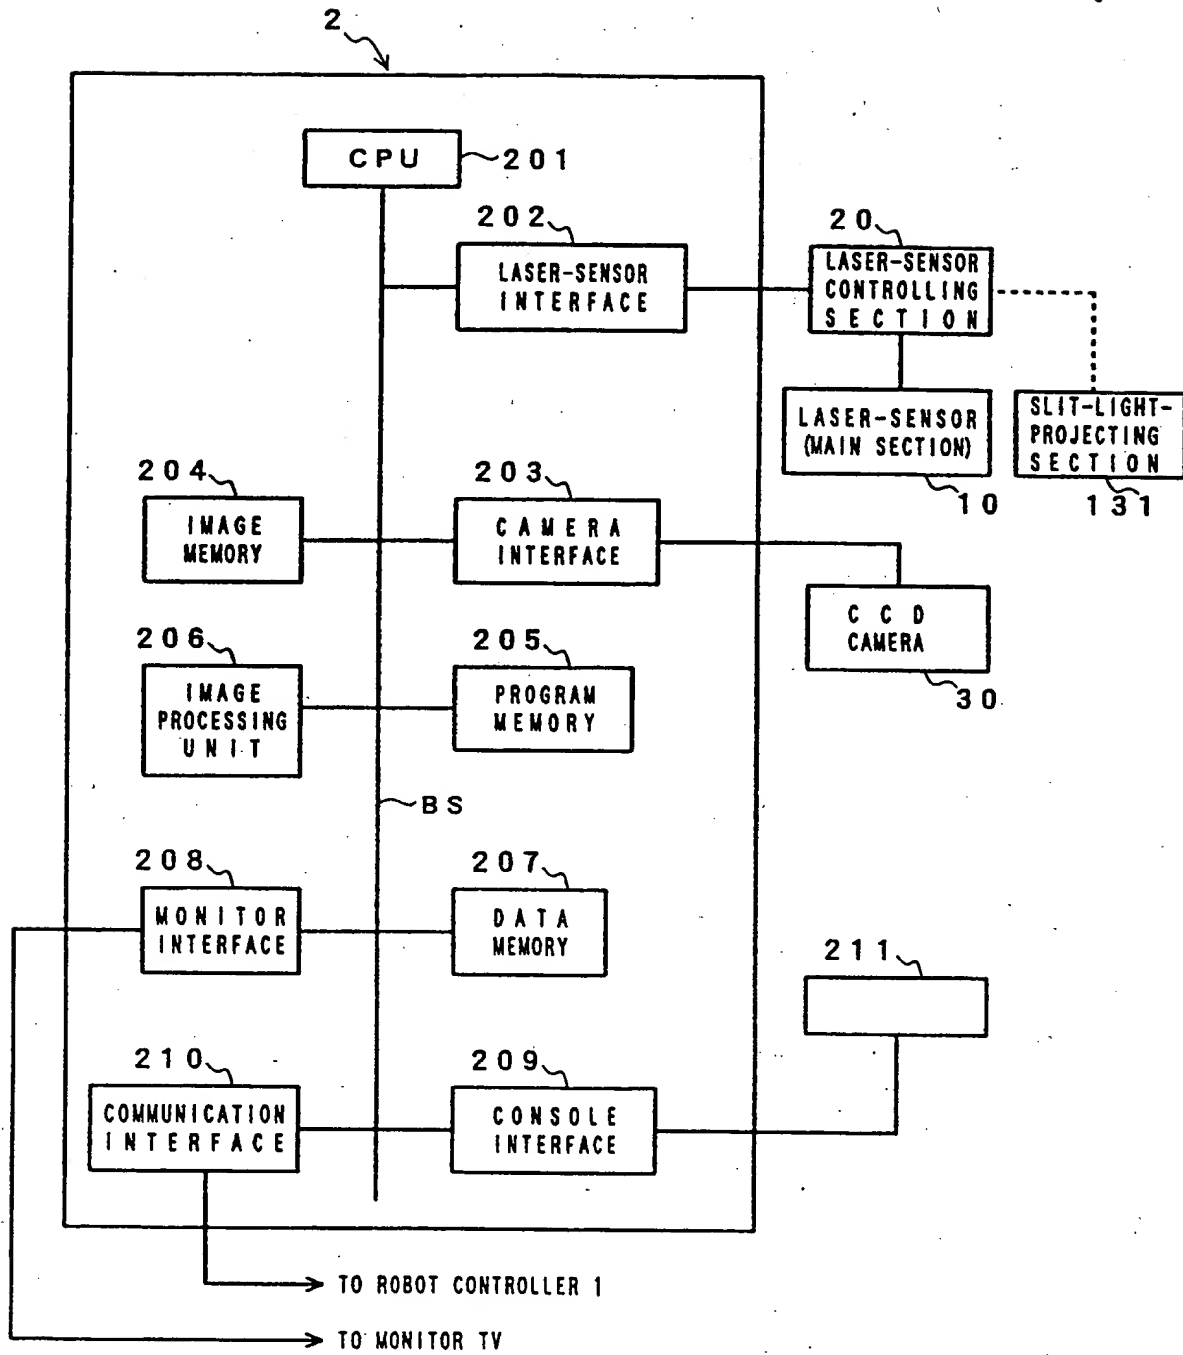 2
CPU
201
202
LASER-SENSOR
INTERFACE
20
LASER-SENSOR
CONTROLLING
SECTION
LASER-SENSOR
(MAIN SECTION)
10
SLIT-LIGHT-
PROJECTING
SECTION
131
204
IMAGE
MEMORY
203
CAMERA
INTERFACE
CCD
CAMERA
30
206
IMAGE
PROCESSING
UNIT
205
PROGRAM
MEMORY
BS
208
MONITOR
INTERFACE
207
DATA
MEMORY
211
210
COMMUNICATION
INTERFACE
209
CONSOLE
INTERFACE
TO ROBOT CONTROLLER 1
TO MONITOR TV